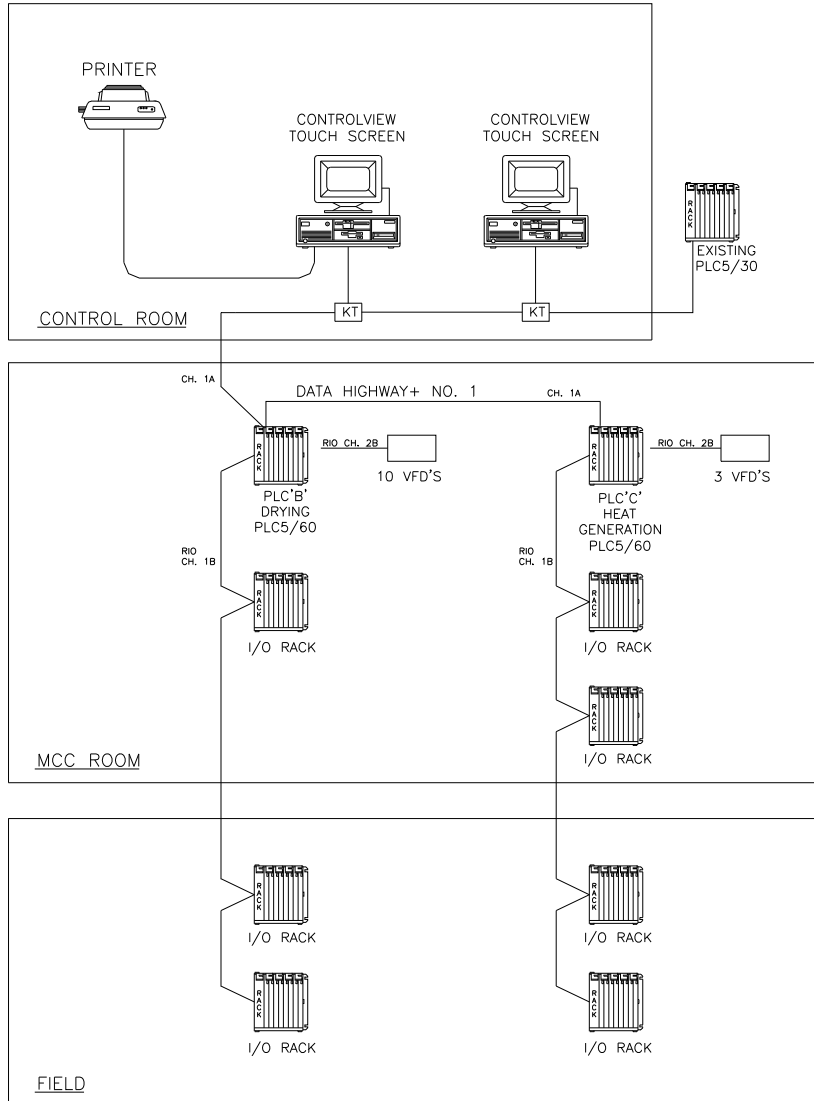 PRINTER
CONTROLVIEW
TOUCH SCREEN
CONTROLVIEW
TOUCH SCREEN
RACK
EXISTING
PLC5/30
KT
KT
CONTROL ROOM
CH. 1A
DATA HIGHWAY+ NO. 1
CH. 1A
RACK
RIO CH. 2B
10 VFD'S
PLC'B'
DRYING
PLC5/60
RACK
RIO CH. 2B
3 VFD'S
PLC'C'
HEAT
GENERATION
PLC5/60
RIO
CH. 1B
RACK
I/O RACK
RIO
CH. 1B
RACK
I/O RACK
RACK
I/O RACK
MCC ROOM
RACK
I/O RACK
RACK
I/O RACK
RACK
I/O RACK
RACK
I/O RACK
FIELD